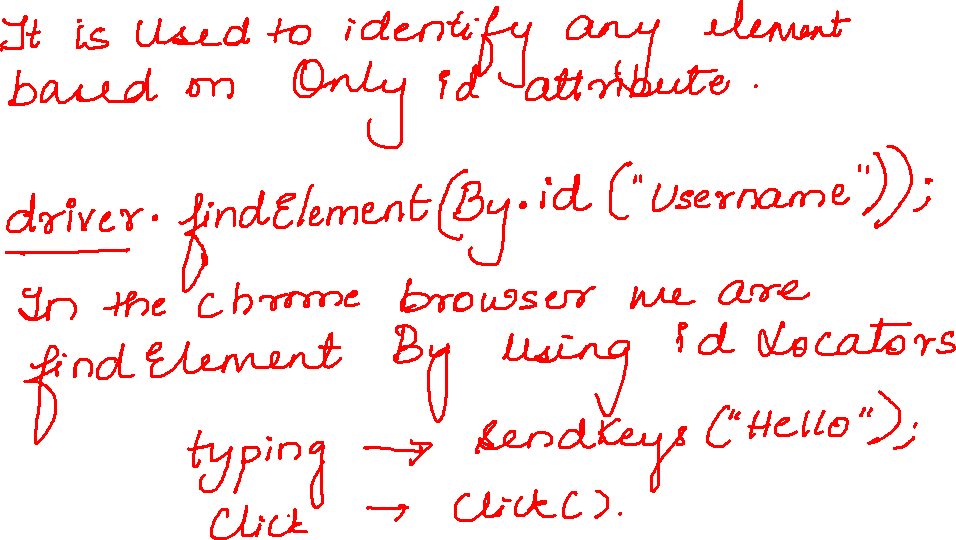 It is Used to identify any element
based on Only id attribute.
driver. findElement(By.id ("Username"));
In the chrome browser we are
findElement By Using id Locators
typing → SendKeys ("Hello");
Click → Click().